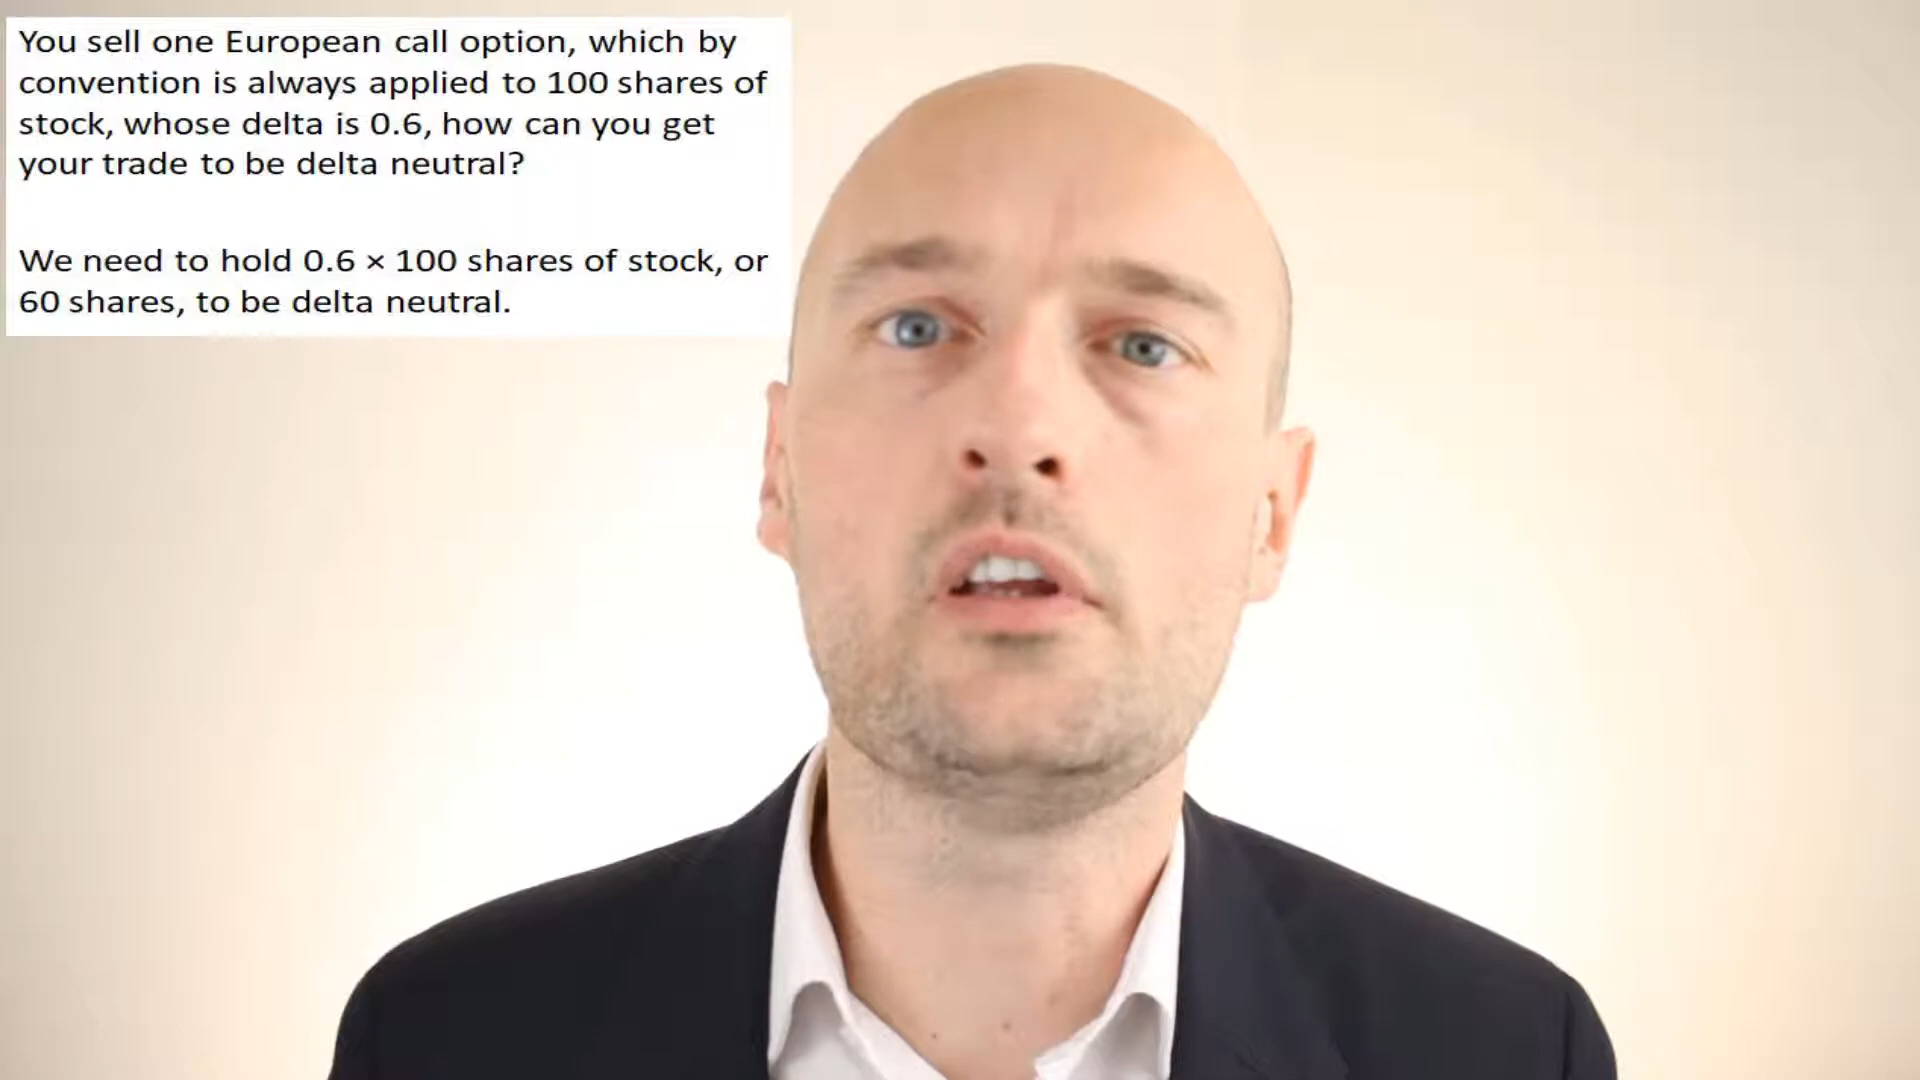 You sell one European call option, which by
convention is always applied to 100 shares of
stock, whose delta is 0.6, how can you get
your trade to be delta neutral?
We need to hold 0.6 × 100 shares of stock, or
60 shares, to be delta neutral.